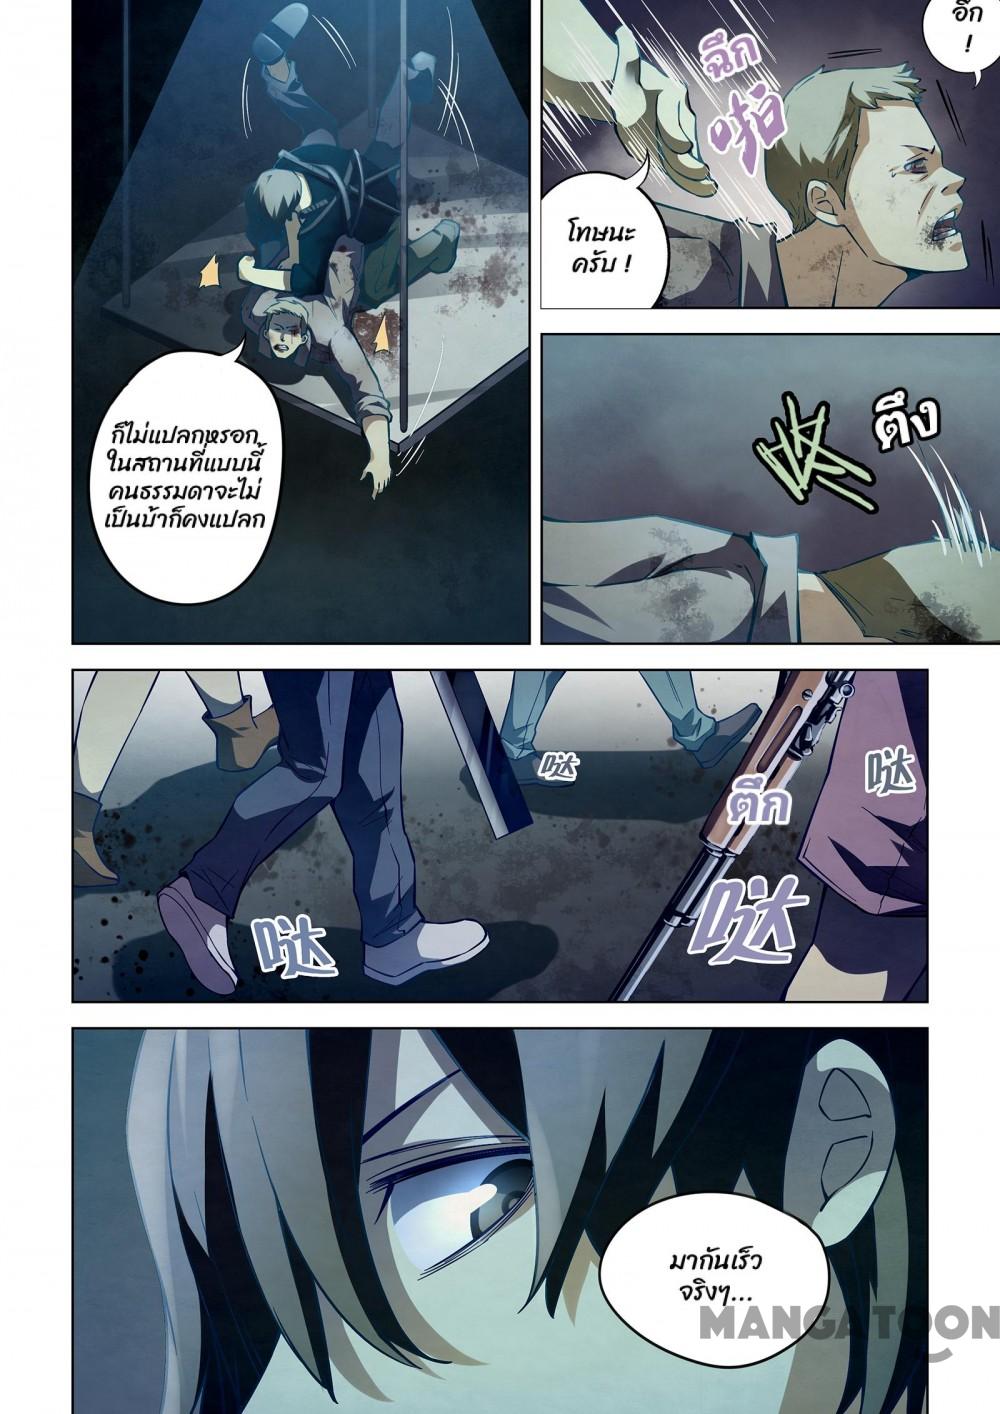 ก็ไม่แปลกหรอก
ในสถานที่แบบนี้
คนธรรมดาจะไม่
เป็นบ้าก็คงแปลก
อึก
!
ฉึก
啪
โทษนะ
ครับ !
ตึง
哒
ตึก
哒
哒
哒
มากันเร็ว
จริงๆ...
MANGATOON